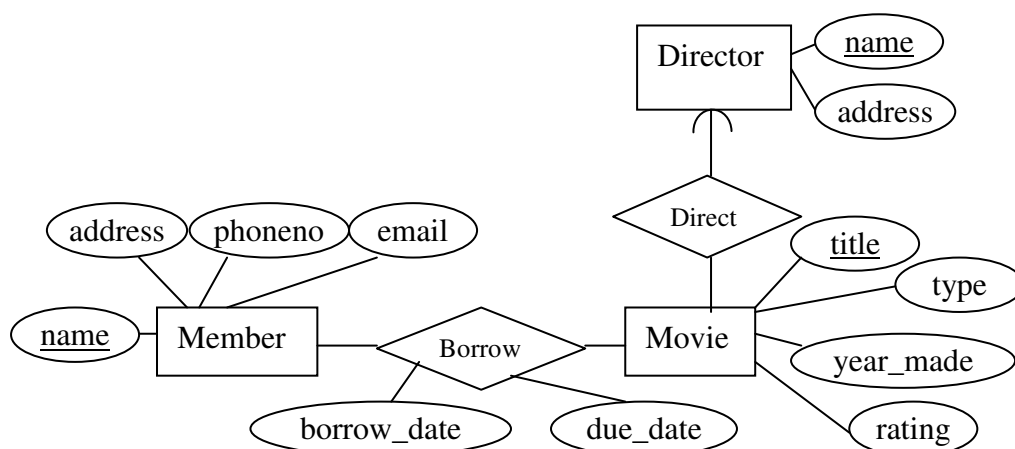 name
Director
address
Direct
address phoneno email
title
type
name
Member
Borrow
Movie
year_made
borrow_date
due_date
rating